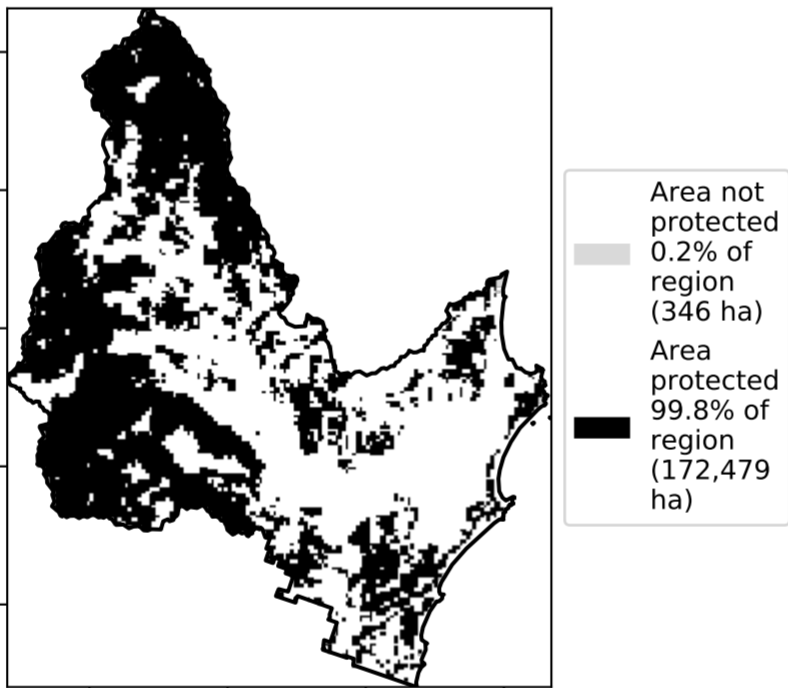 Area not
protected
0.2% of
region
(346 ha)
Area
protected
99.8% of
region
(172,479
ha)